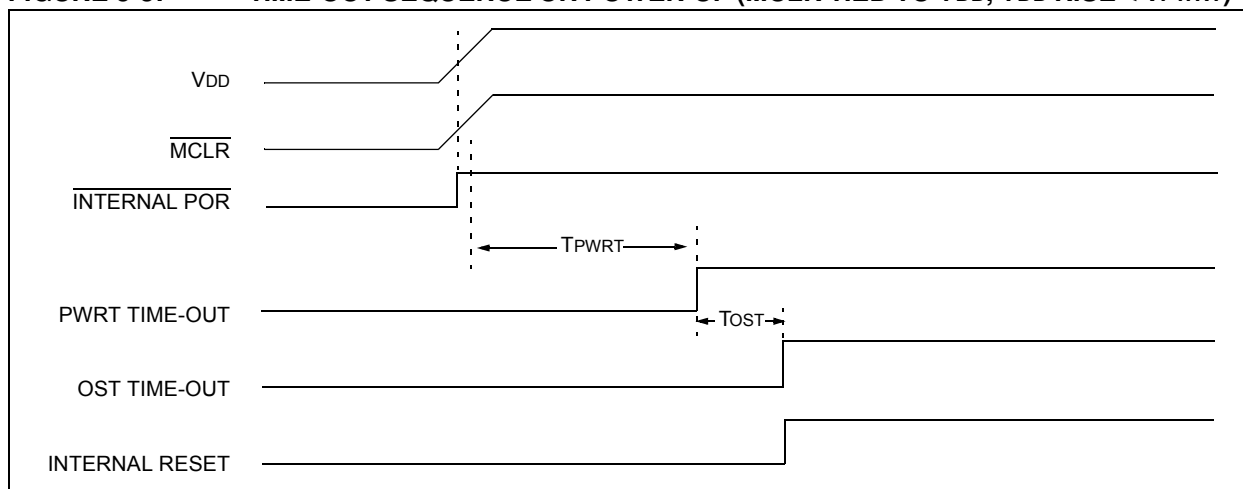 VDD
MCLR
INTERNAL POR
TPWRT
PWRT TIME-OUT
TOST
OST TIME-OUT
INTERNAL RESET